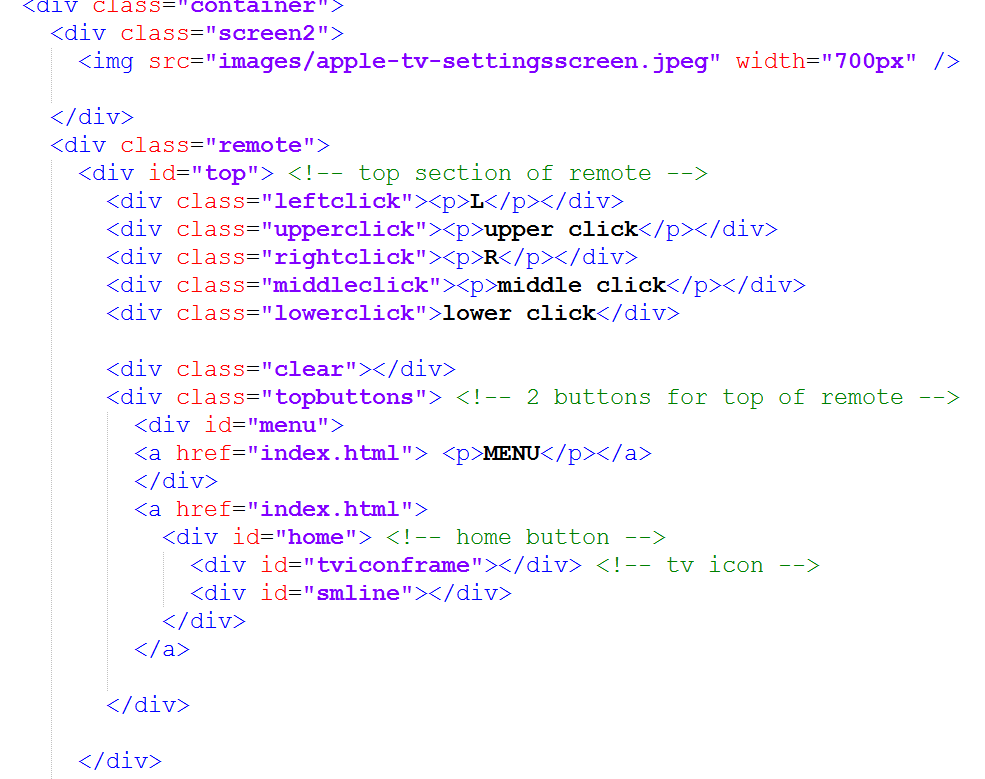 <div class="container">
<div class="screen2">
<img src="images/apple-tv-settingsscreen.jpeg" width="700px" />
</div>
<div class="remote">
<div id="top"> <!-- top section of remote -->
<div class="leftclick"><p>L</p></div>
<div class="upperclick"><p>upper click</p></div>
<div class="rightclick"><p>R</p></div>
<div class="middleclick"><p>middle click</p></div>
<div class="lowerclick">lower click</div>
<div class="clear"></div>
<div class="topbuttons"> <!-- 2 buttons for top of remote -->
<div id="menu">
<a href="index.html"> <p>MENU</p></a>
</div>
<a href="index.html">
<div id="home"> <!-- home button -->
<div id="tviconframe"></div> <!-- tv icon -->
<div id="smline"></div>
</div>
</a>
</div>
</div>